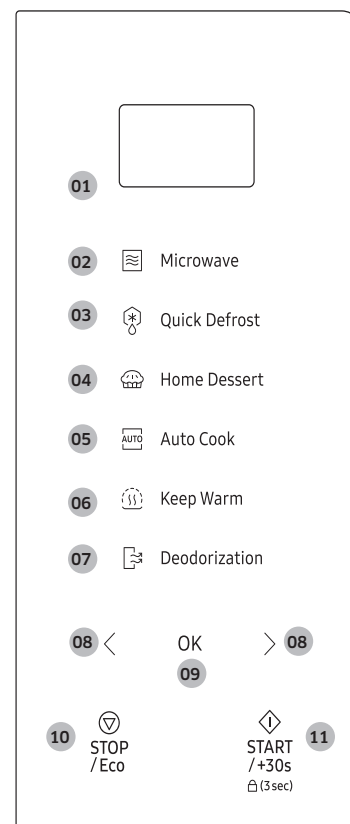 01
02 Microwave
03 Quick Defrost
04 Home Dessert
05 AUTO Auto Cook
06 Keep Warm
07 Deodorization
08 OK 08
09
10 STOP
/Eco
START 11
/+30s
(3 sec)